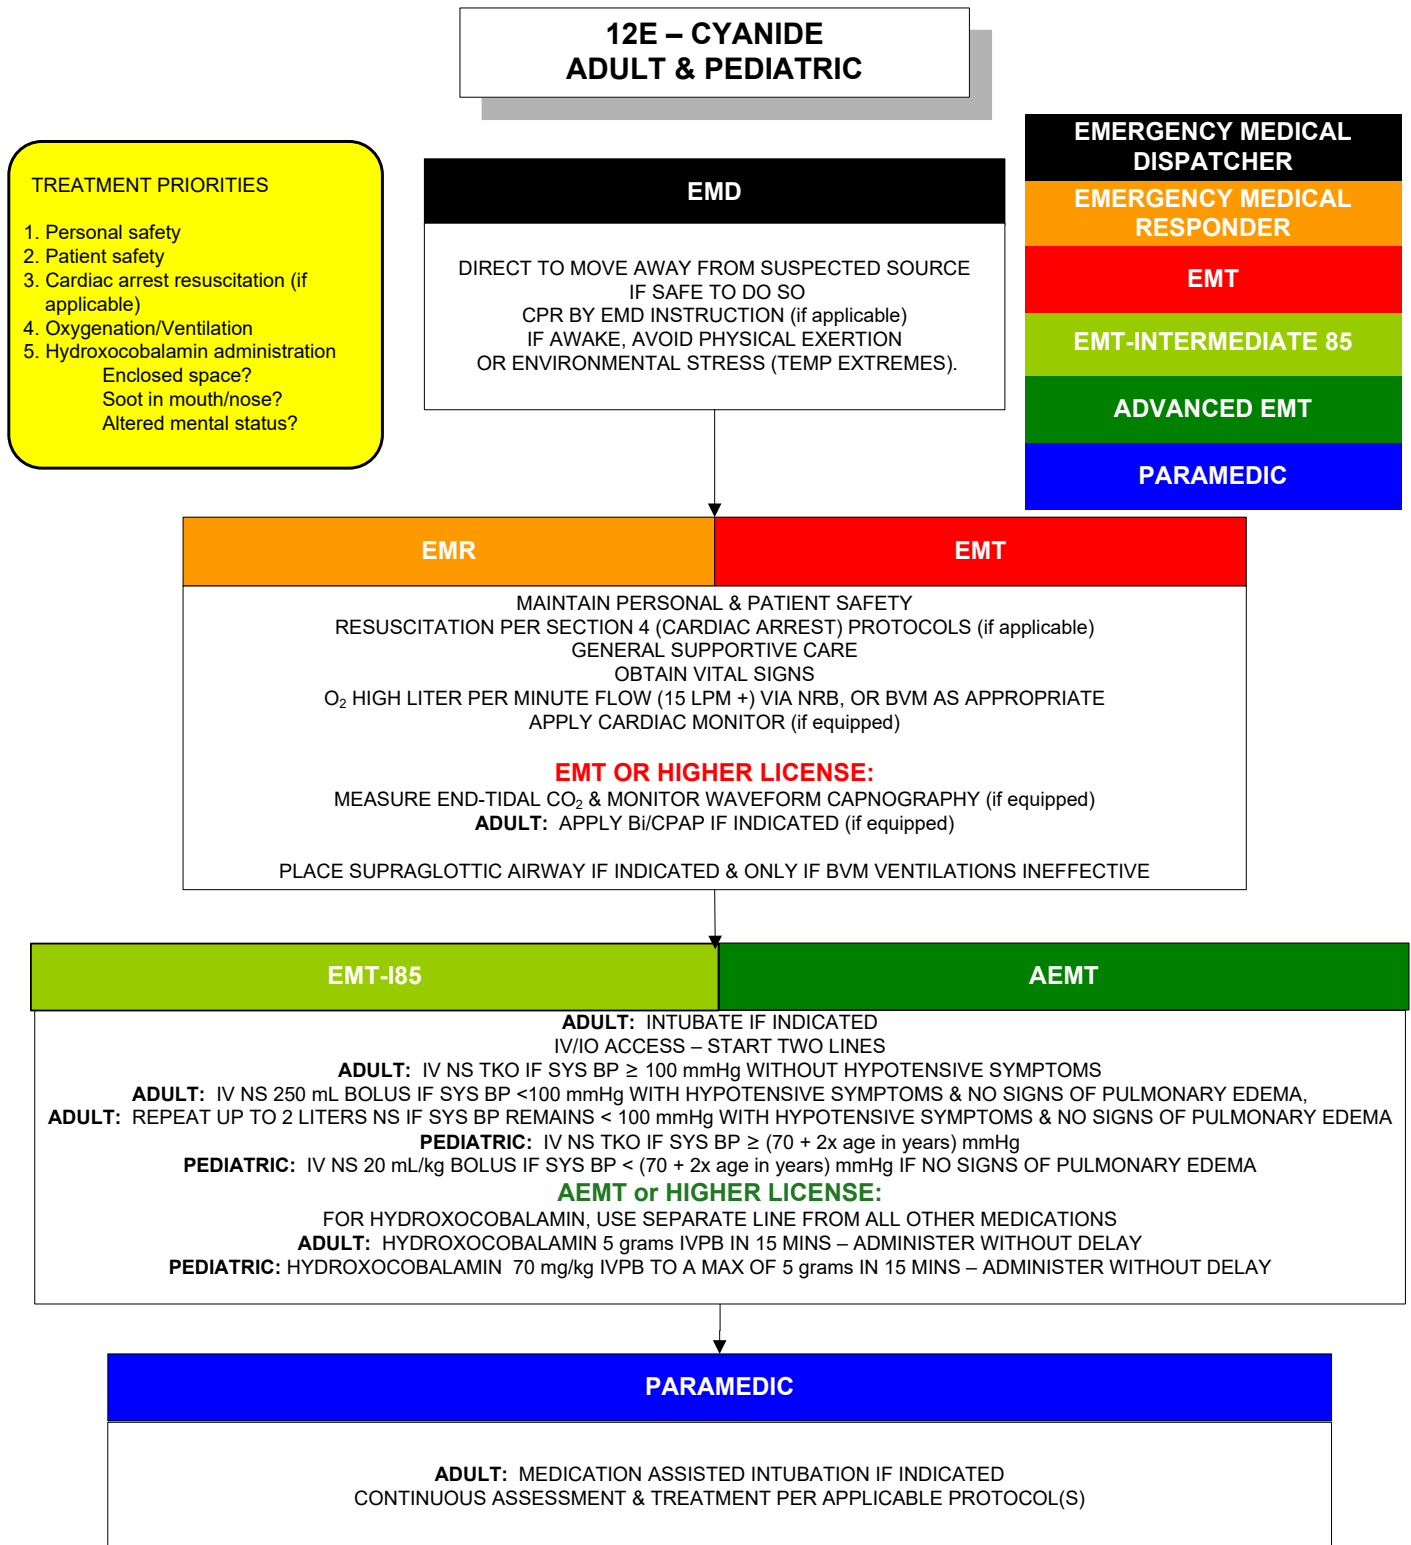 12E – CYANIDE
ADULT & PEDIATRIC
TREATMENT PRIORITIES
1. Personal safety
2. Patient safety
3. Cardiac arrest resuscitation (if
applicable)
4. Oxygenation/Ventilation
5. Hydroxocobalamin administration
Enclosed space?
Soot in mouth/nose?
Altered mental status?
EMD
DIRECT TO MOVE AWAY FROM SUSPECTED SOURCE
IF SAFE TO DO SO
CPR BY EMD INSTRUCTION (if applicable)
IF AWAKE, AVOID PHYSICAL EXERTION
OR ENVIRONMENTAL STRESS (TEMP EXTREMES).
EMERGENCY MEDICAL
DISPATCHER
EMERGENCY MEDICAL
RESPONDER
EMT
EMT-INTERMEDIATE 85
ADVANCED EMT
PARAMEDIC
EMR
EMT
MAINTAIN PERSONAL & PATIENT SAFETY
RESUSCITATION PER SECTION 4 (CARDIAC ARREST) PROTOCOLS (if applicable)
GENERAL SUPPORTIVE CARE
OBTAIN VITAL SIGNS
O₂ HIGH LITER PER MINUTE FLOW (15 LPM +) VIA NRB, OR BVM AS APPROPRIATE
APPLY CARDIAC MONITOR (if equipped)
EMT OR HIGHER LICENSE:
MEASURE END-TIDAL CO₂ & MONITOR WAVEFORM CAPNOGRAPHY (if equipped)
ADULT: APPLY Bi/CPAP IF INDICATED (if equipped)
PLACE SUPRAGLOTTIC AIRWAY IF INDICATED & ONLY IF BVM VENTILATIONS INEFFECTIVE
EMT-I85
AEMT
ADULT: INTUBATE IF INDICATED
IV/IO ACCESS – START TWO LINES
ADULT: IV NS TKO IF SYS BP ≥ 100 mmHg WITHOUT HYPOTENSIVE SYMPTOMS
ADULT: IV NS 250 mL BOLUS IF SYS BP <100 mmHg WITH HYPOTENSIVE SYMPTOMS & NO SIGNS OF PULMONARY EDEMA,
ADULT: REPEAT UP TO 2 LITERS NS IF SYS BP REMAINS < 100 mmHg WITH HYPOTENSIVE SYMPTOMS & NO SIGNS OF PULMONARY EDEMA
PEDIATRIC: IV NS TKO IF SYS BP ≥ (70 + 2x age in years) mmHg
PEDIATRIC: IV NS 20 mL/kg BOLUS IF SYS BP < (70 + 2x age in years) mmHg IF NO SIGNS OF PULMONARY EDEMA
AEMT or HIGHER LICENSE:
FOR HYDROXOCOBALAMIN, USE SEPARATE LINE FROM ALL OTHER MEDICATIONS
ADULT: HYDROXOCOBALAMIN 5 grams IVPB IN 15 MINS – ADMINISTER WITHOUT DELAY
PEDIATRIC: HYDROXOCOBALAMIN 70 mg/kg IVPB TO A MAX OF 5 grams IN 15 MINS – ADMINISTER WITHOUT DELAY
PARAMEDIC
ADULT: MEDICATION ASSISTED INTUBATION IF INDICATED
CONTINUOUS ASSESSMENT & TREATMENT PER APPLICABLE PROTOCOL(S)